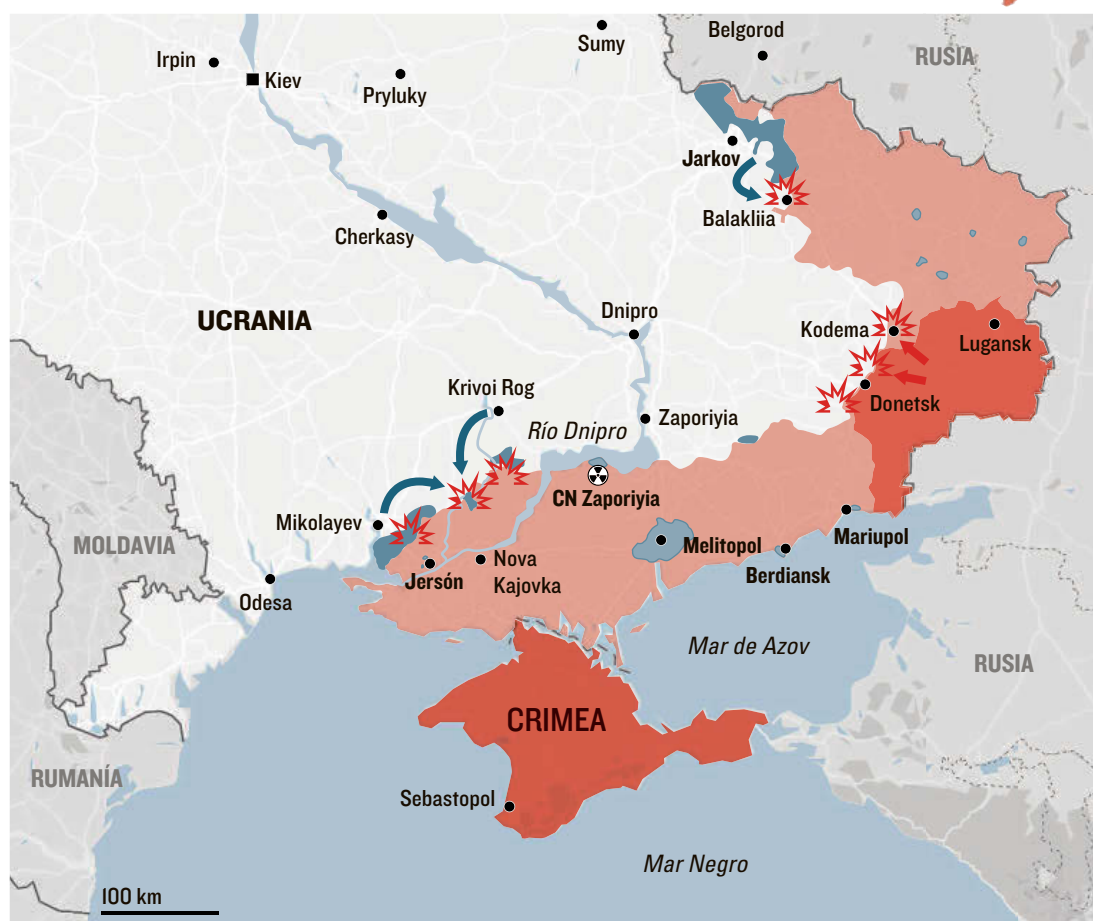 Sumy
Belgorod
RUSIA
Irpin
Kiev
Pryluky
Jarkov
Balakliia
Cherkasy
UCRANIA
Dnipro
Kodema
Lugansk
Krivoi Rog
Donetsk
Río Dnipro
Zaporiyia
CN Zaporiyia
Mikolayev
MOLDAVIA
Mariupol
Melitopol
Berdiansk
Jersón
Nova
Kajovka
Odesa
Mar de Azov
RUSIA
CRIMEA
RUMANÍA
Sebastopol
Mar Negro
100 km